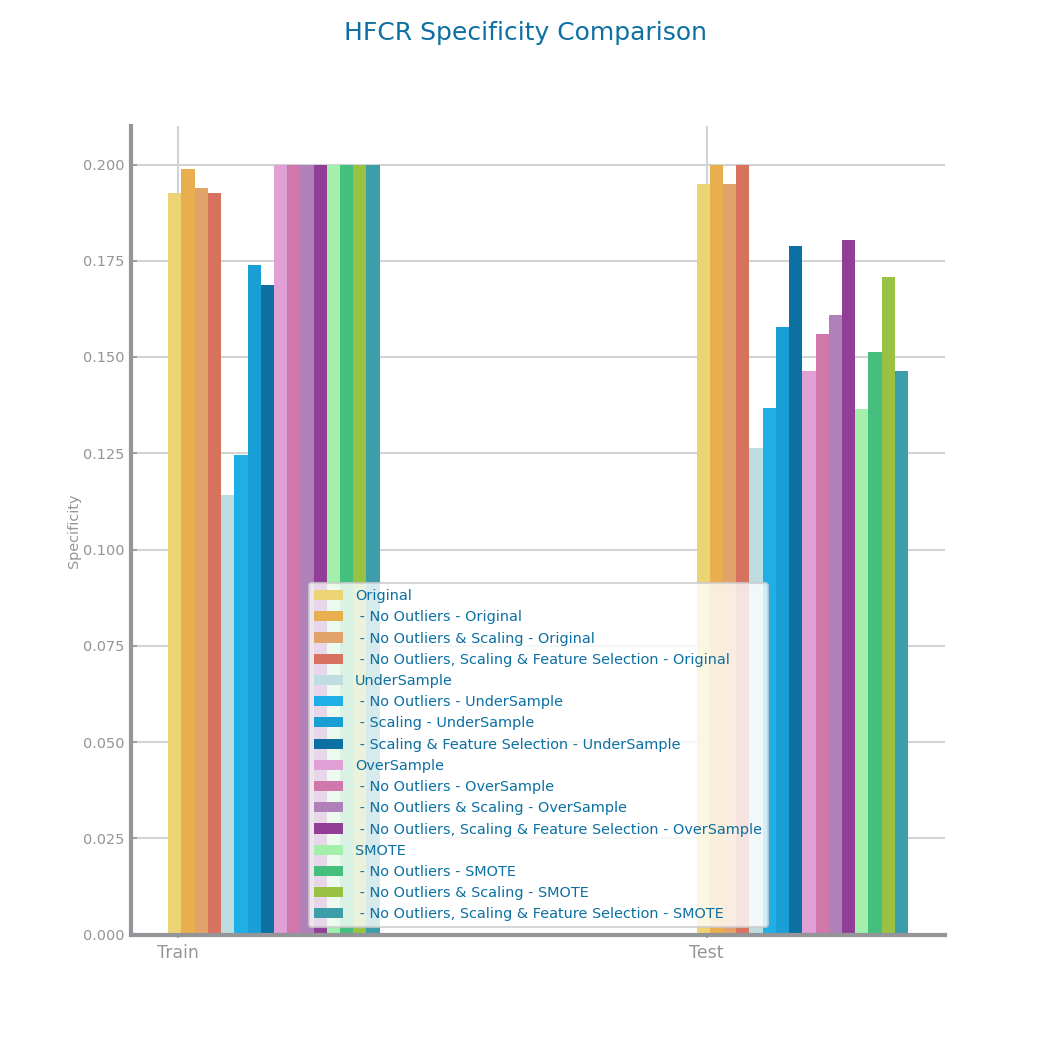 HFCR Specificity Comparison
0.200
0.175
0.150
0.125
0.100
0.075
0.050
0.025
0.000
Specificity
Original
- No Outliers - Original
- No Outliers & Scaling - Original
- No Outliers, Scaling & Feature Selection - Original
UnderSample
- No Outliers - UnderSample
- Scaling - UnderSample
- Scaling & Feature Selection - UnderSample
OverSample
- No Outliers - OverSample
- No Outliers & Scaling - OverSample
- No Outliers, Scaling & Feature Selection - OverSample
SMOTE
- No Outliers - SMOTE
- No Outliers & Scaling - SMOTE
- No Outliers, Scaling & Feature Selection - SMOTE
Train
Test